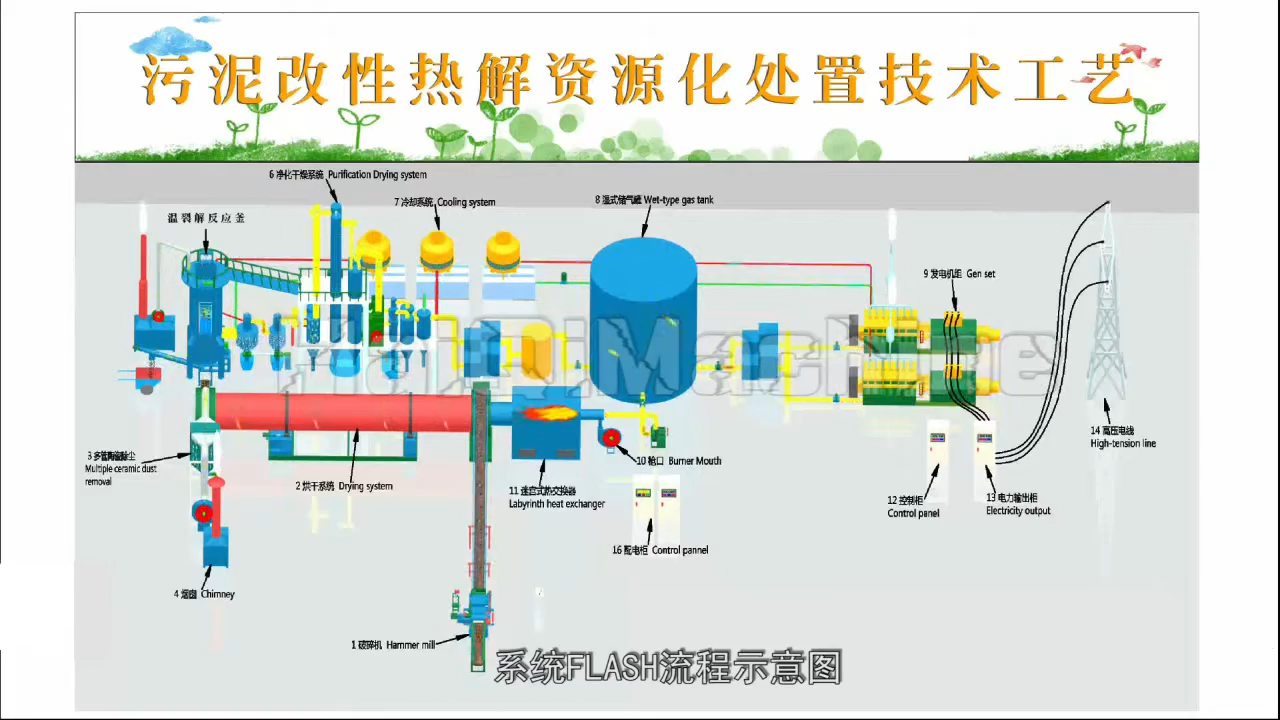 污泥改性热解资源化处置技术工艺
6 净化干燥系统 Purification Drying system
7 冷却系统 Cooling system
8 湿式储气罐 Wet-type gas tank
温裂解反应釜
9 发电机组 Gen set
HaiQiMachine
14 高压电线
High-tension line
3 多管陶瓷除尘
Multiple ceramic dust
removal
10 枪口 Burner Mouth
2 烘干系统 Drying system
11 迷宫式热交换器
Labyrinth heat exchanger
12 控制柜
Control panel
13 电力输出柜
Electricity output
16 配电柜 Control pannel
4 烟囱 Chimney
1 破碎机 Hammer mill
系统FLASH流程示意图